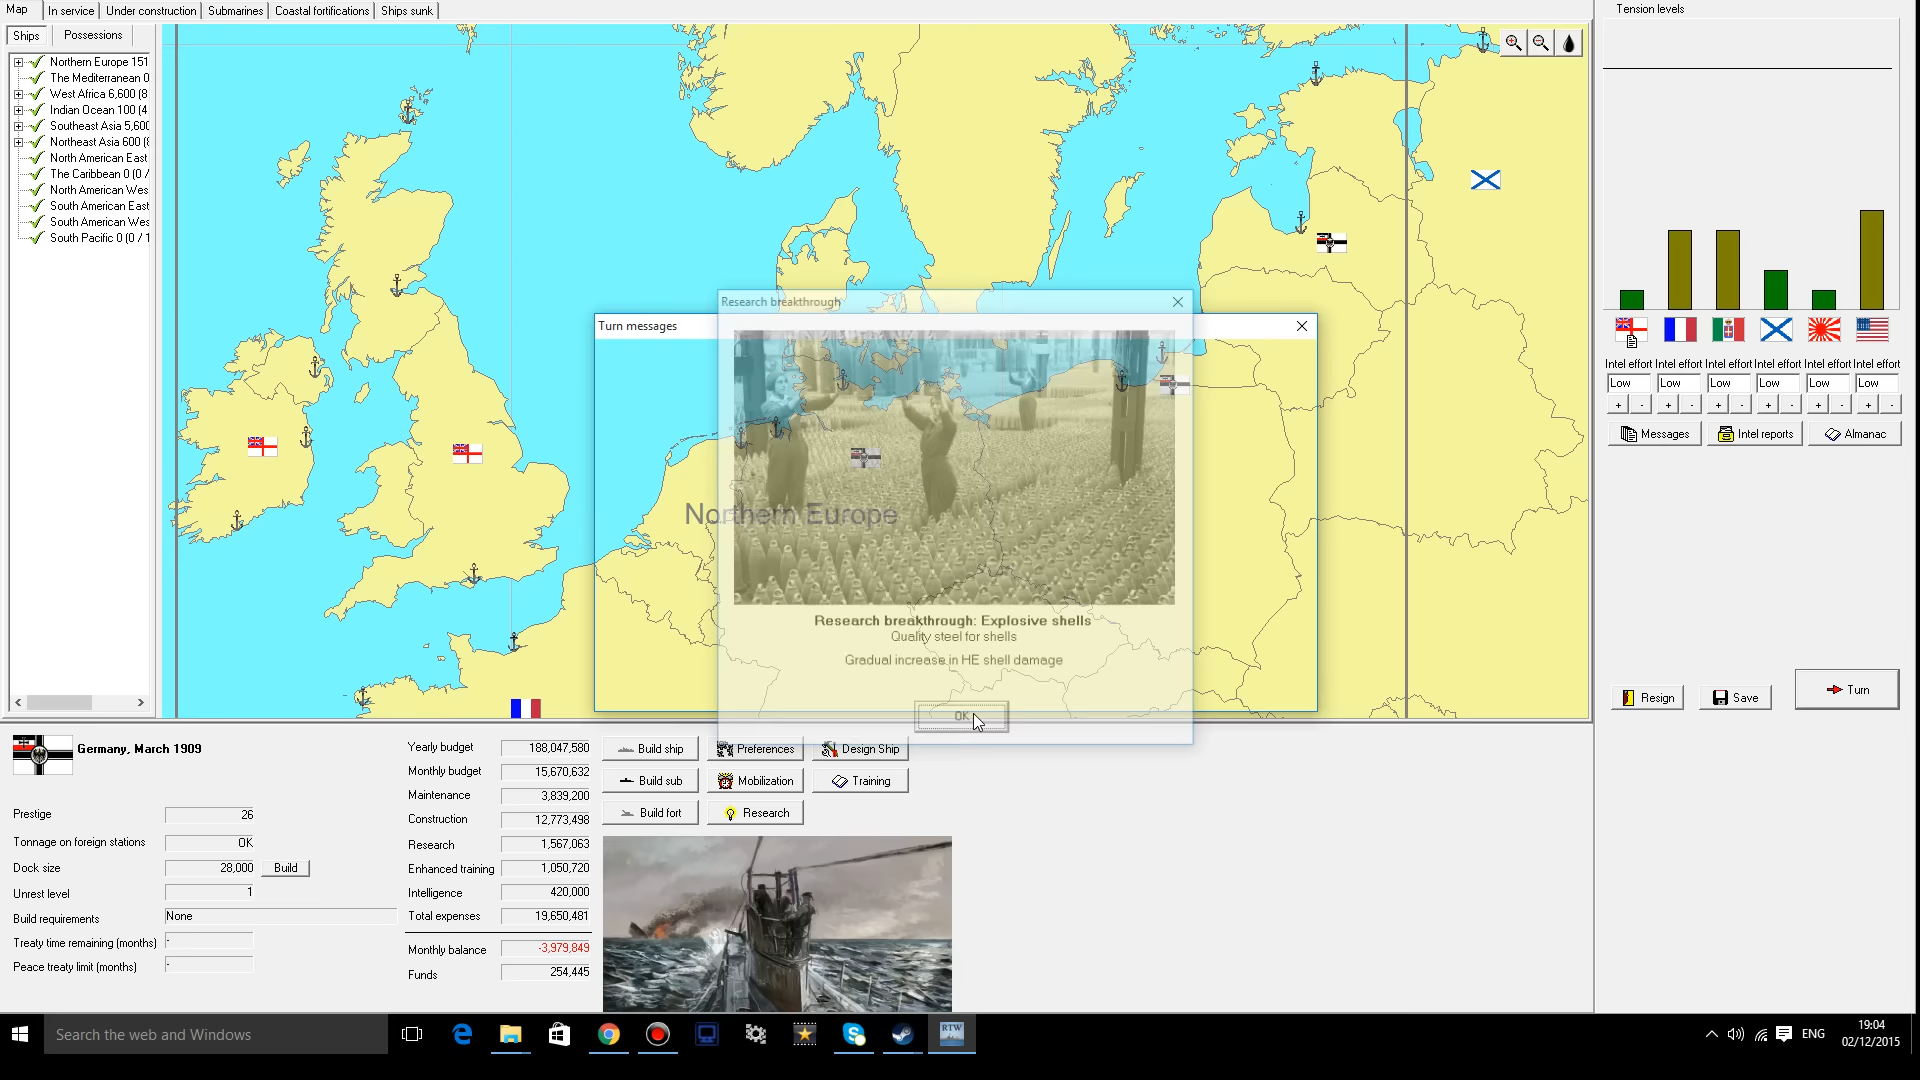 Map
In service
Under construction
Submarines
Coastal fortifications
Ships sunk
Tension levels
Ships
Possessions
Northern Europe 151
The Mediterranean 0
West Africa 6,600 (8
Indian Ocean 100 (4
Southeast Asia 5,600
Northeast Asia 600 (8
North American East
The Caribbean 0 (0 /
North American Wes
South American East
South American Wes
South Pacific 0 (0 / 1
Research breakthrough
Turn messages
Northern Europe
Research breakthrough: Explosive shells
Quality steel for shells
Gradual increase in HE shell damage
OK
Intel effort Intel effort Intel effort Intel effort Intel effort Intel effort
Low Low Low Low Low Low
+ - + - + - + - + - + -
Messages
Intel reports
Almanac
Resign
Save
Turn
Germany, March 1909
Prestige 26
Tonnage on foreign stations OK
Dock size 28,000 Build
Unrest level 1
Build requirements None
Treaty time remaining (months) -
Peace treaty limit (months) -
Yearly budget 188,047,580
Monthly budget 15,670,632
Maintenance 3,839,200
Construction 12,773,498
Research 1,567,063
Enhanced training 1,050,720
Intelligence 420,000
Total expenses 19,650,481
Monthly balance -3,979,849
Funds 254,445
Build ship
Preferences
Design Ship
Build sub
Mobilization
Training
Build fort
Research
Search the web and Windows
RTW
ENG
19:04
02/12/2015